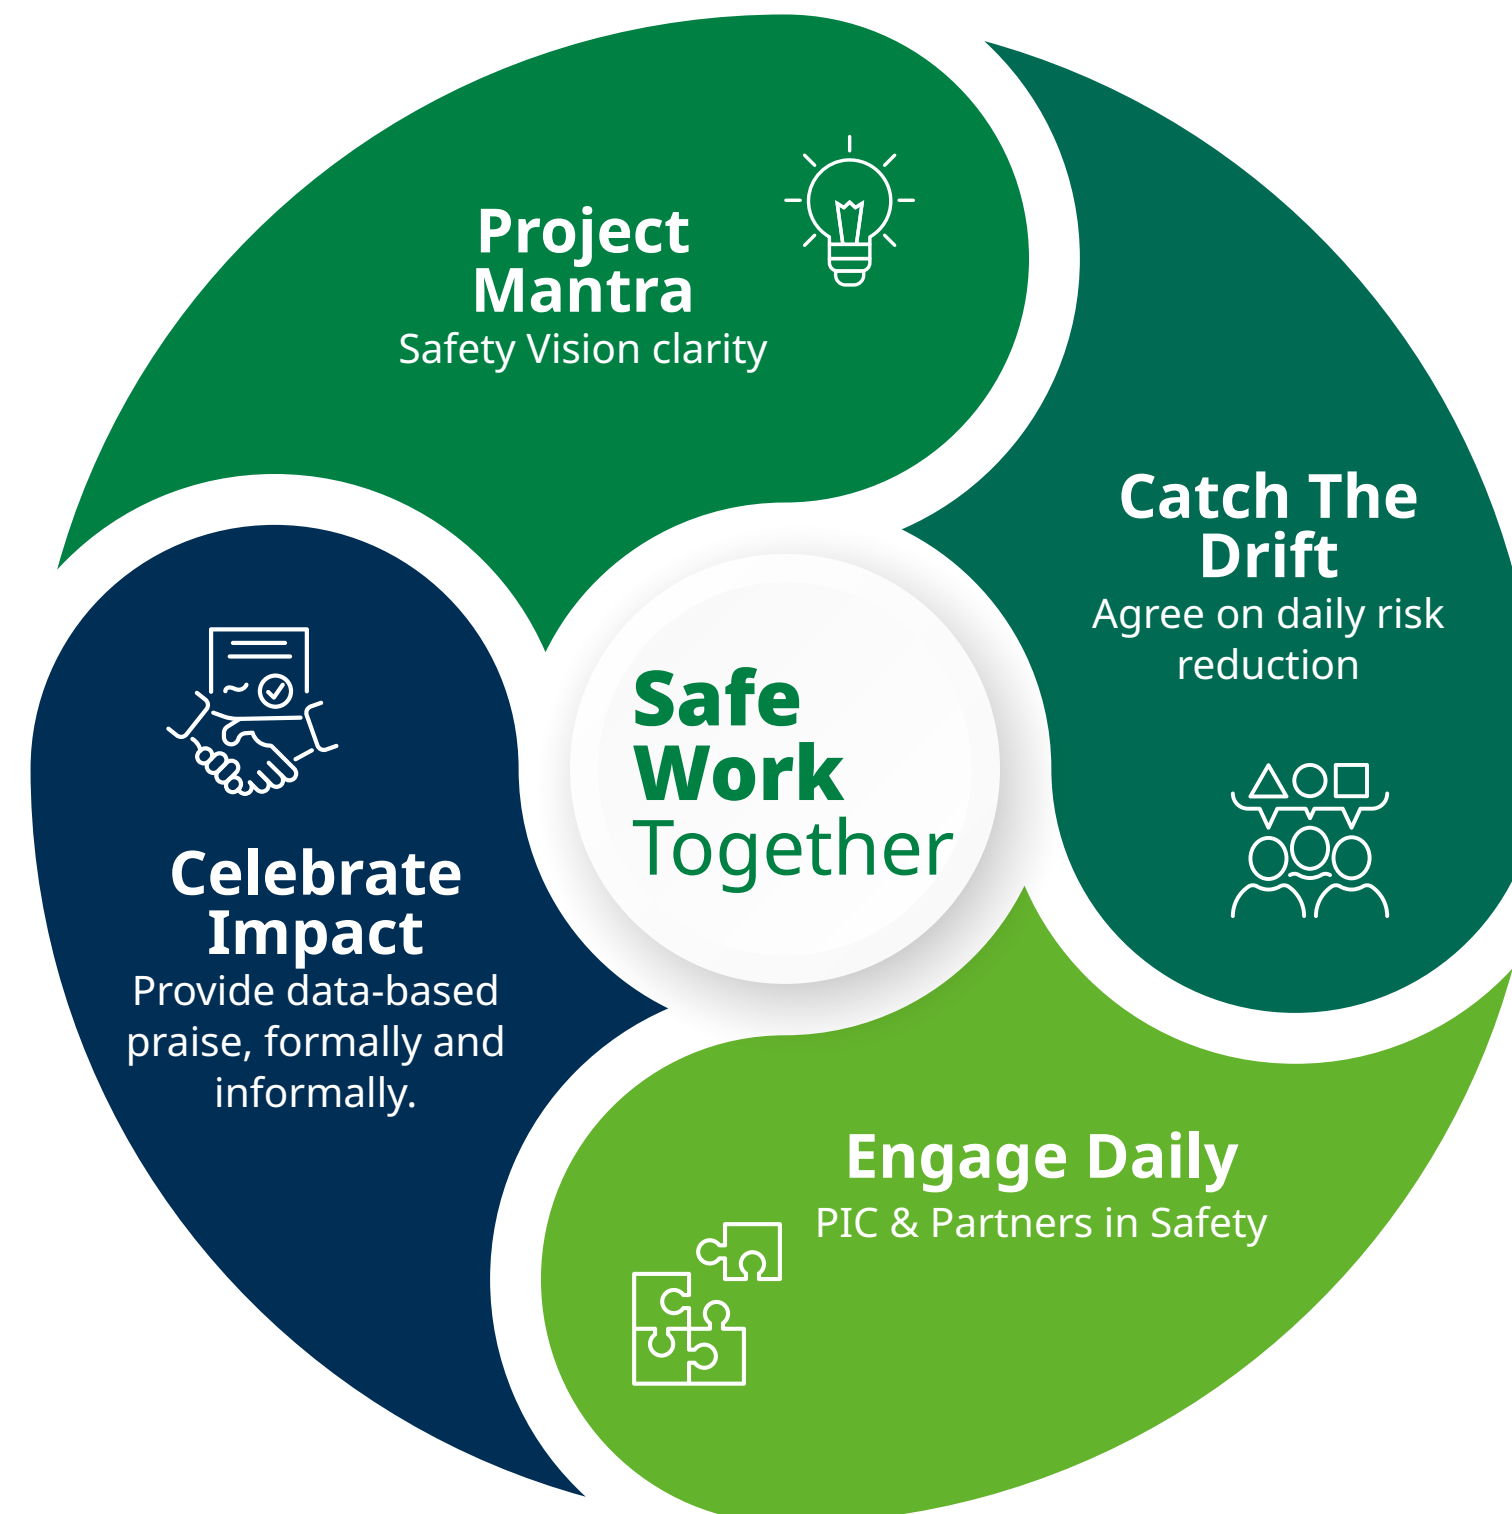 Project
Mantra
Safety Vision clarity
Catch The
Drift
Agree on daily risk
reduction
Safe
Work
Together
Celebrate
Impact
Provide data-based
praise, formally and
informally.
Engage Daily
PIC & Partners in Safety